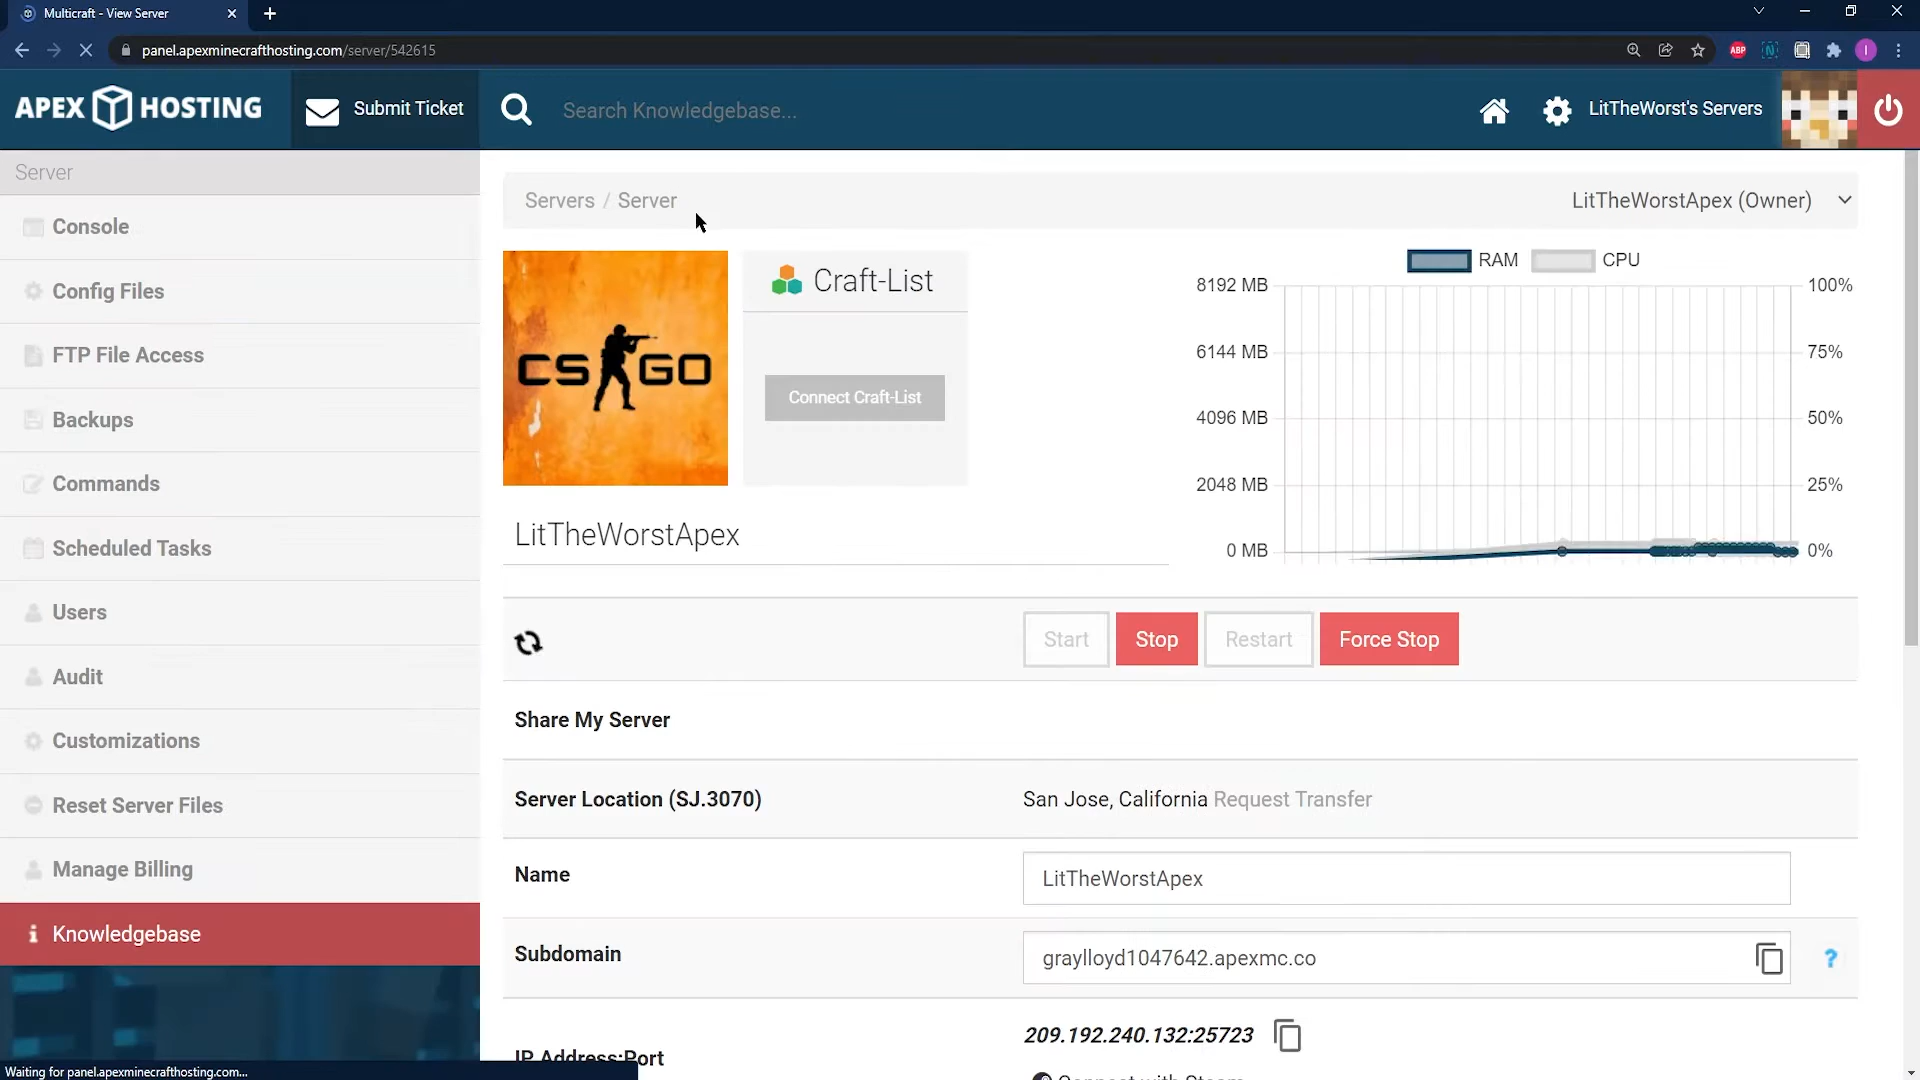 Multicraft - View Server
panel.apexminecrafthosting.com/server/542615
ABP
I
APEX HOSTING
Submit Ticket
Search Knowledgebase...
LitTheWorst's Servers
Server
Console
Config Files
FTP File Access
Backups
Commands
Scheduled Tasks
Users
Audit
Customizations
Reset Server Files
Manage Billing
Knowledgebase
Servers / Server
LitTheWorstApex (Owner)
CS GO
Craft-List
Connect Craft-List
RAM
CPU
8192 MB
100%
6144 MB
75%
4096 MB
50%
2048 MB
25%
0 MB
0%
LitTheWorstApex
Start
Stop
Restart
Force Stop
Share My Server
Server Location (SJ.3070)
San Jose, California Request Transfer
Name
LitTheWorstApex
Subdomain
graylloyd1047642.apexmc.co
?
IP Address:Port
209.192.240.132:25723
Connect with Steam
Waiting for panel.apexminecrafthosting.com...